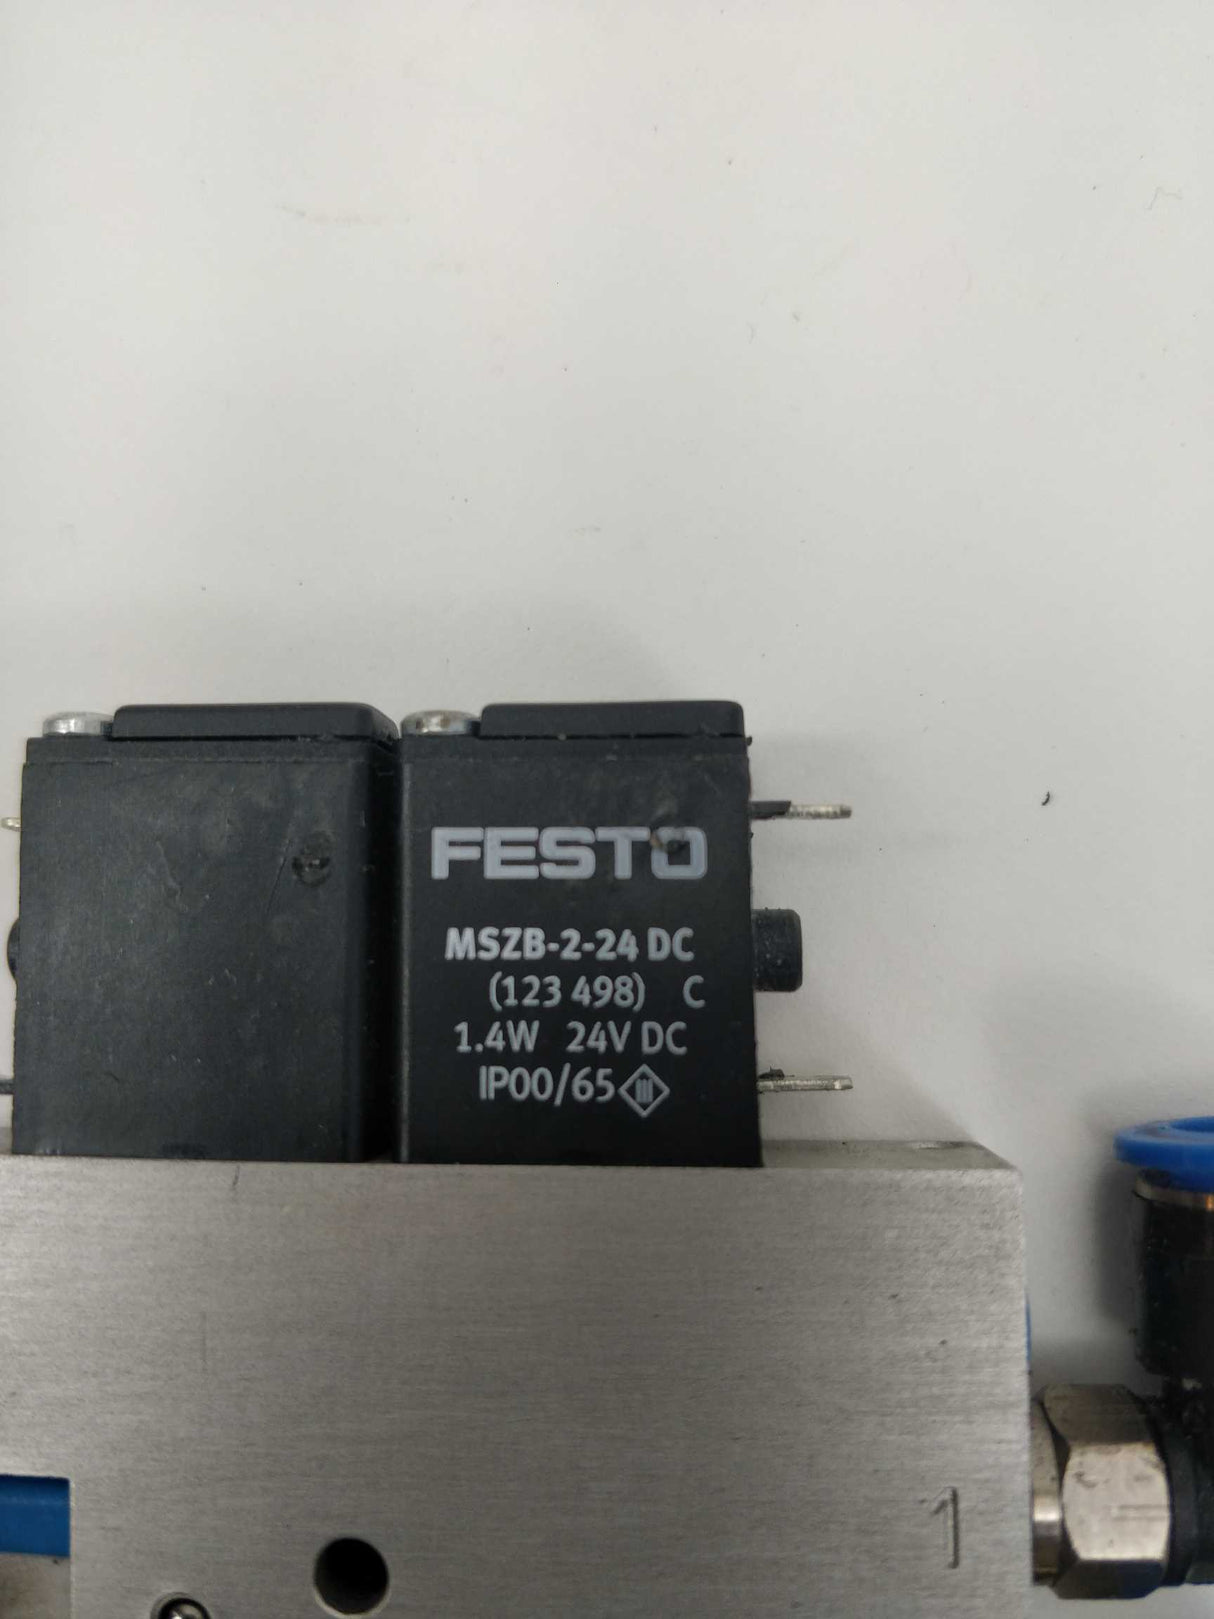 FESTO
MSZB-2-24 DC
(123 498) C
1.4W 24V DC
IP00/65
1